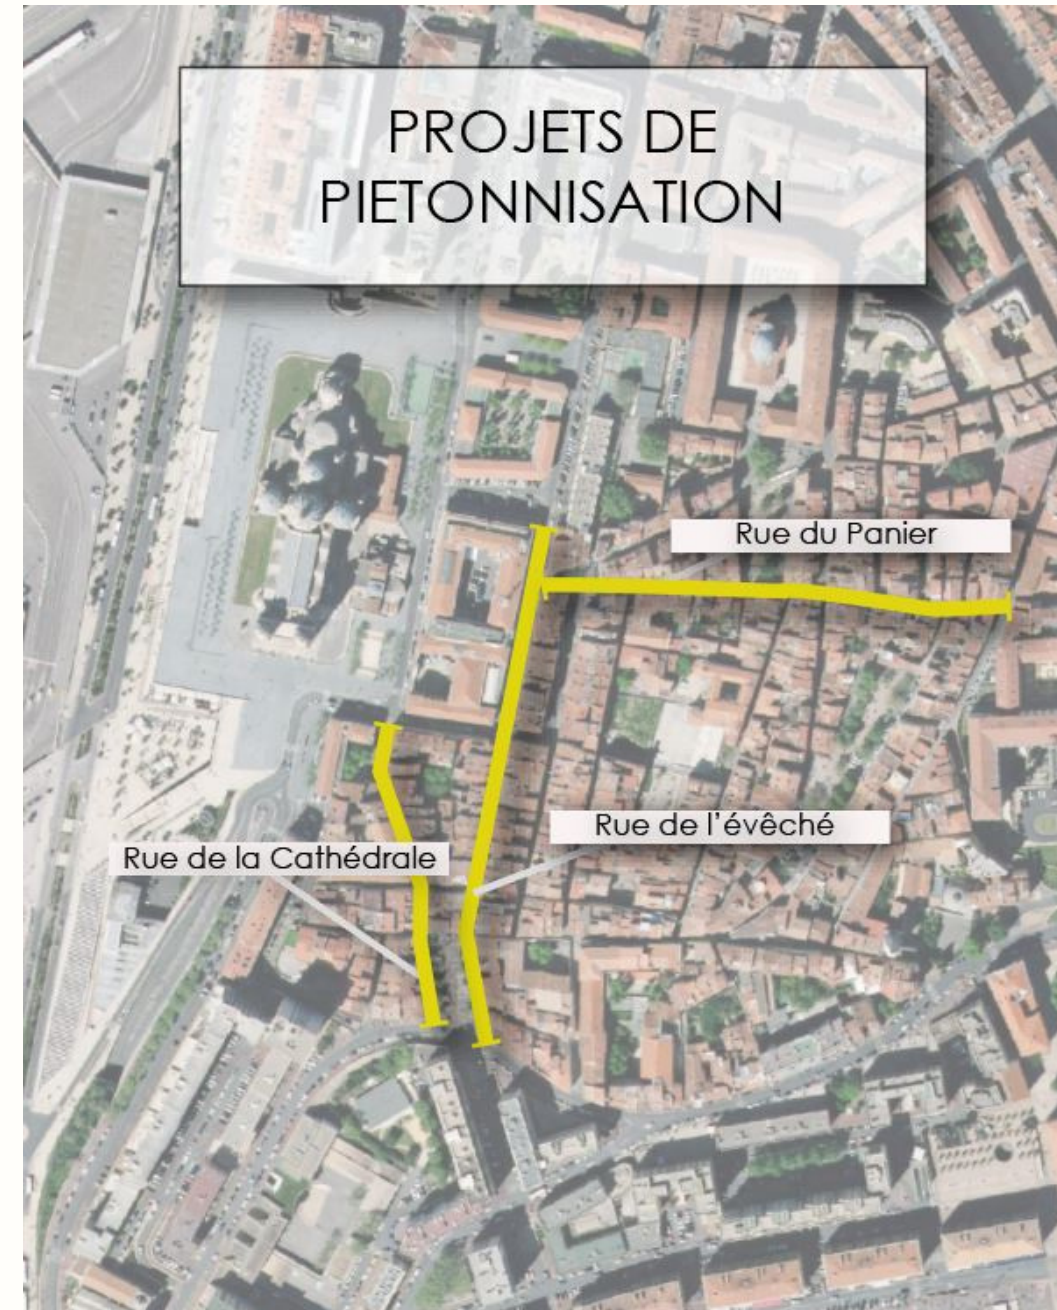 PROJETS DE
PIETONNISATION
Rue du Panier
Rue de l'évêché
Rue de la Cathédrale